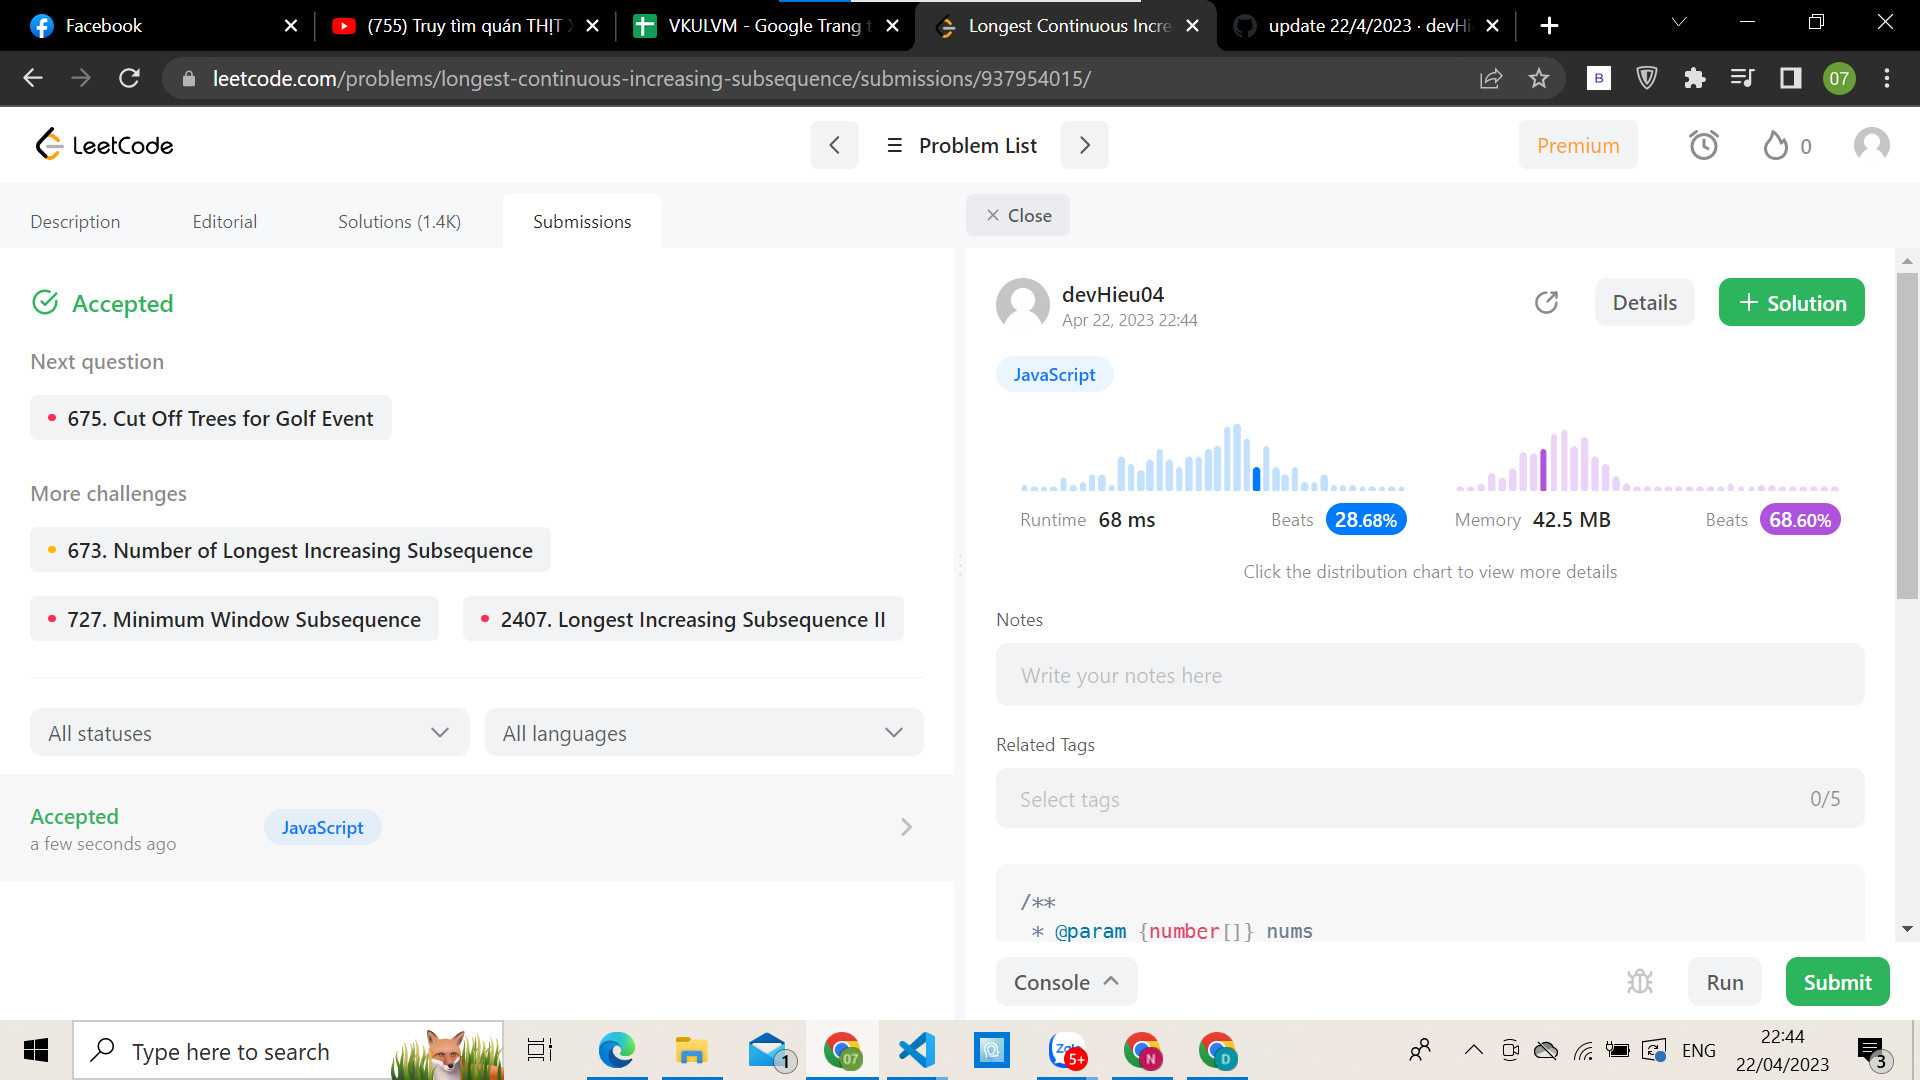 Facebook
(755) Truy tìm quán THỊT
VKULVM - Google Trang t
Longest Continuous Incre
update 22/4/2023 · devHi
leetcode.com/problems/longest-continuous-increasing-subsequence/submissions/937954015/
B
07
LeetCode
Problem List
Premium
0
Description
Editorial
Solutions (1.4K)
Submissions
Close
Accepted
Next question
675. Cut Off Trees for Golf Event
More challenges
673. Number of Longest Increasing Subsequence
727. Minimum Window Subsequence
2407. Longest Increasing Subsequence II
All statuses
All languages
Accepted
a few seconds ago
JavaScript
devHieu04
Apr 22, 2023 22:44
Details
+ Solution
JavaScript
Runtime 68 ms
Beats 28.68%
Memory 42.5 MB
Beats 68.60%
Click the distribution chart to view more details
Notes
Write your notes here
Related Tags
Select tags
0/5
/**
* @param {number[]} nums
Console
Run
Submit
Type here to search
1
07
5+
N
D
ENG
22:44
22/04/2023
3